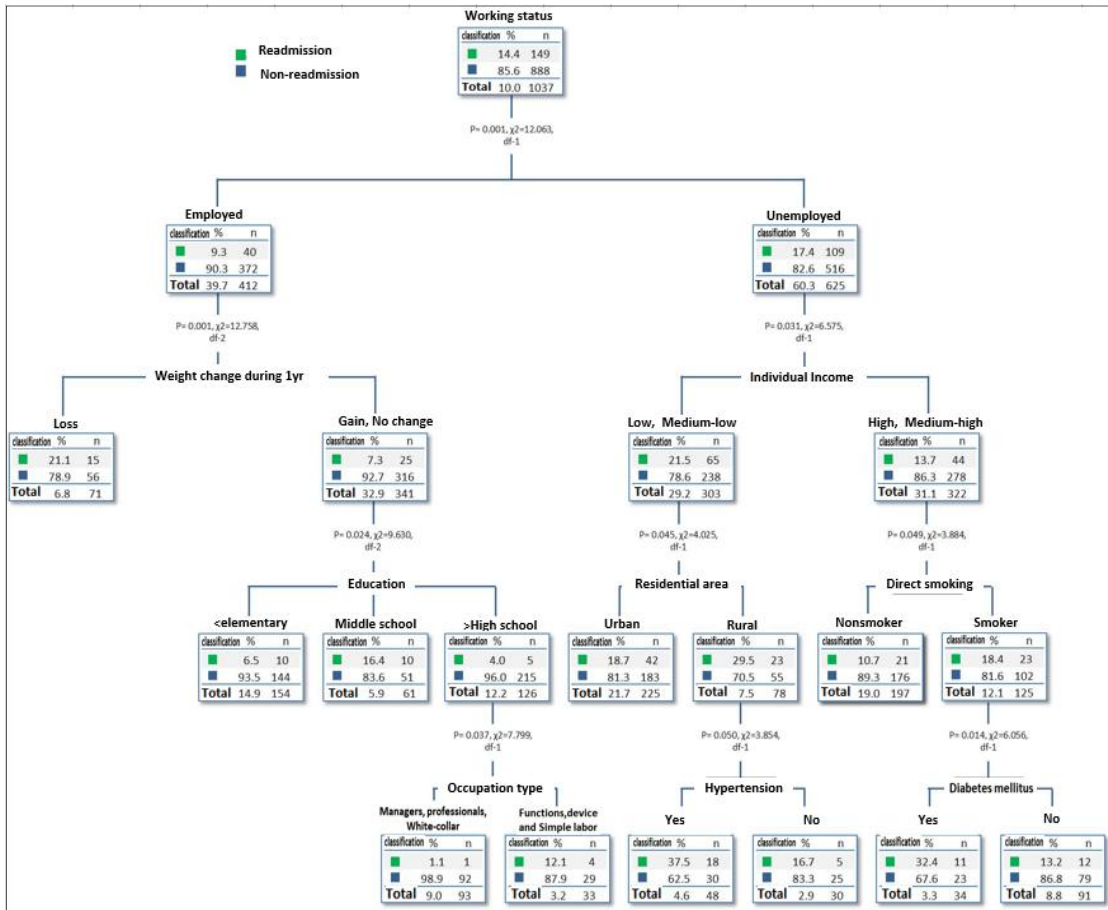 Working status
Readmission
Non-readmission
classification % n
14.4 149
85.6 888
Total 10.0 1037
P= 0.001, χ2=12.063,
df-1
Employed
classification % n
9.3 40
90.3 372
Total 39.7 412
Unemployed
classification % n
17.4 109
82.6 516
Total 60.3 625
P= 0.001, χ2=12.758,
df-2
P= 0.031, χ2=6.575,
df-1
Weight change during 1yr
Individual Income
Loss
classification % n
21.1 15
78.9 56
Total 6.8 71
Gain, No change
classification % n
7.3 25
92.7 316
Total 32.9 341
Low, Medium-low
classification % n
21.5 65
78.6 238
Total 29.2 303
High, Medium-high
classification % n
13.7 44
86.3 278
Total 31.1 322
P= 0.024, χ2=9.630,
df-2
P= 0.045, χ2=4.025,
df-1
P= 0.049, χ2=3.884,
df-1
Education
Residential area
Direct smoking
<elementary
classification % n
6.5 10
93.5 144
Total 14.9 154
Middle school
classification % n
16.4 10
83.6 51
Total 5.9 61
>High school
classification % n
4.0 5
96.0 215
Total 12.2 126
Urban
classification % n
18.7 42
81.3 183
Total 21.7 225
Rural
classification % n
29.5 23
70.5 55
Total 7.5 78
Nonsmoker
classification % n
10.7 21
89.3 176
Total 19.0 197
Smoker
classification % n
18.4 23
81.6 102
Total 12.1 125
P= 0.037, χ2=7.799,
df-1
P= 0.050, χ2=3.854,
df-1
P= 0.014, χ2=6.056,
df-1
Occupation type
Hypertension
Diabetes mellitus
Managers, professionals,
White-collar
classification % n
1.1 1
98.9 92
Total 9.0 93
Functions,device
and Simple labor
classification % n
12.1 4
87.9 29
Total 3.2 33
Yes
classification % n
37.5 18
62.5 30
Total 4.6 48
No
classification % n
16.7 5
83.3 25
Total 2.9 30
Yes
classification % n
32.4 11
67.6 23
Total 3.3 34
No
classification % n
13.2 12
86.8 79
Total 8.8 91